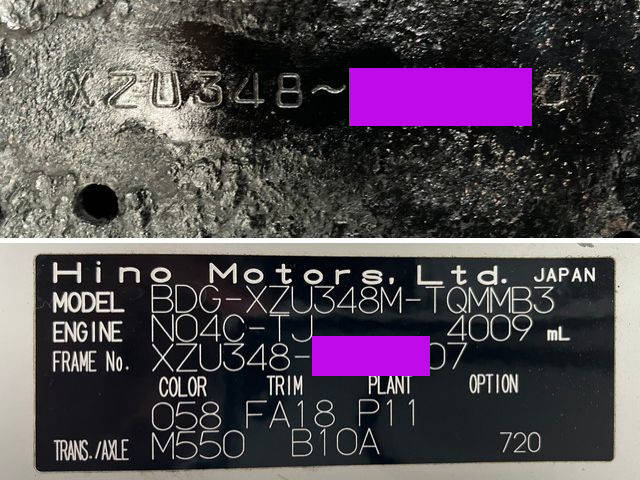 XZU348~ 07
Hino Motors, Ltd. JAPAN
MODEL BDG-XZU348M-TQMMB3
ENGINE N04C-TJ 4009 mL
FRAME No. XZU348- 07
COLOR TRIM PLANT OPTION
058 FA18 P11
TRANS./AXLE M550 B10A 720